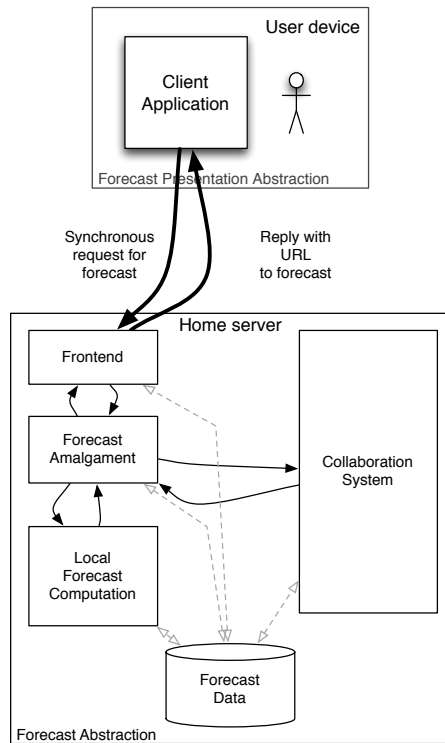 User device
Client
Application
Forecast Presentation Abstraction
Synchronous
request for
forecast
Reply with
URL
to forecast
Home server
Frontend
Forecast
Amalgament
Collaboration
System
Local
Forecast
Computation
Forecast
Data
Forecast Abstraction